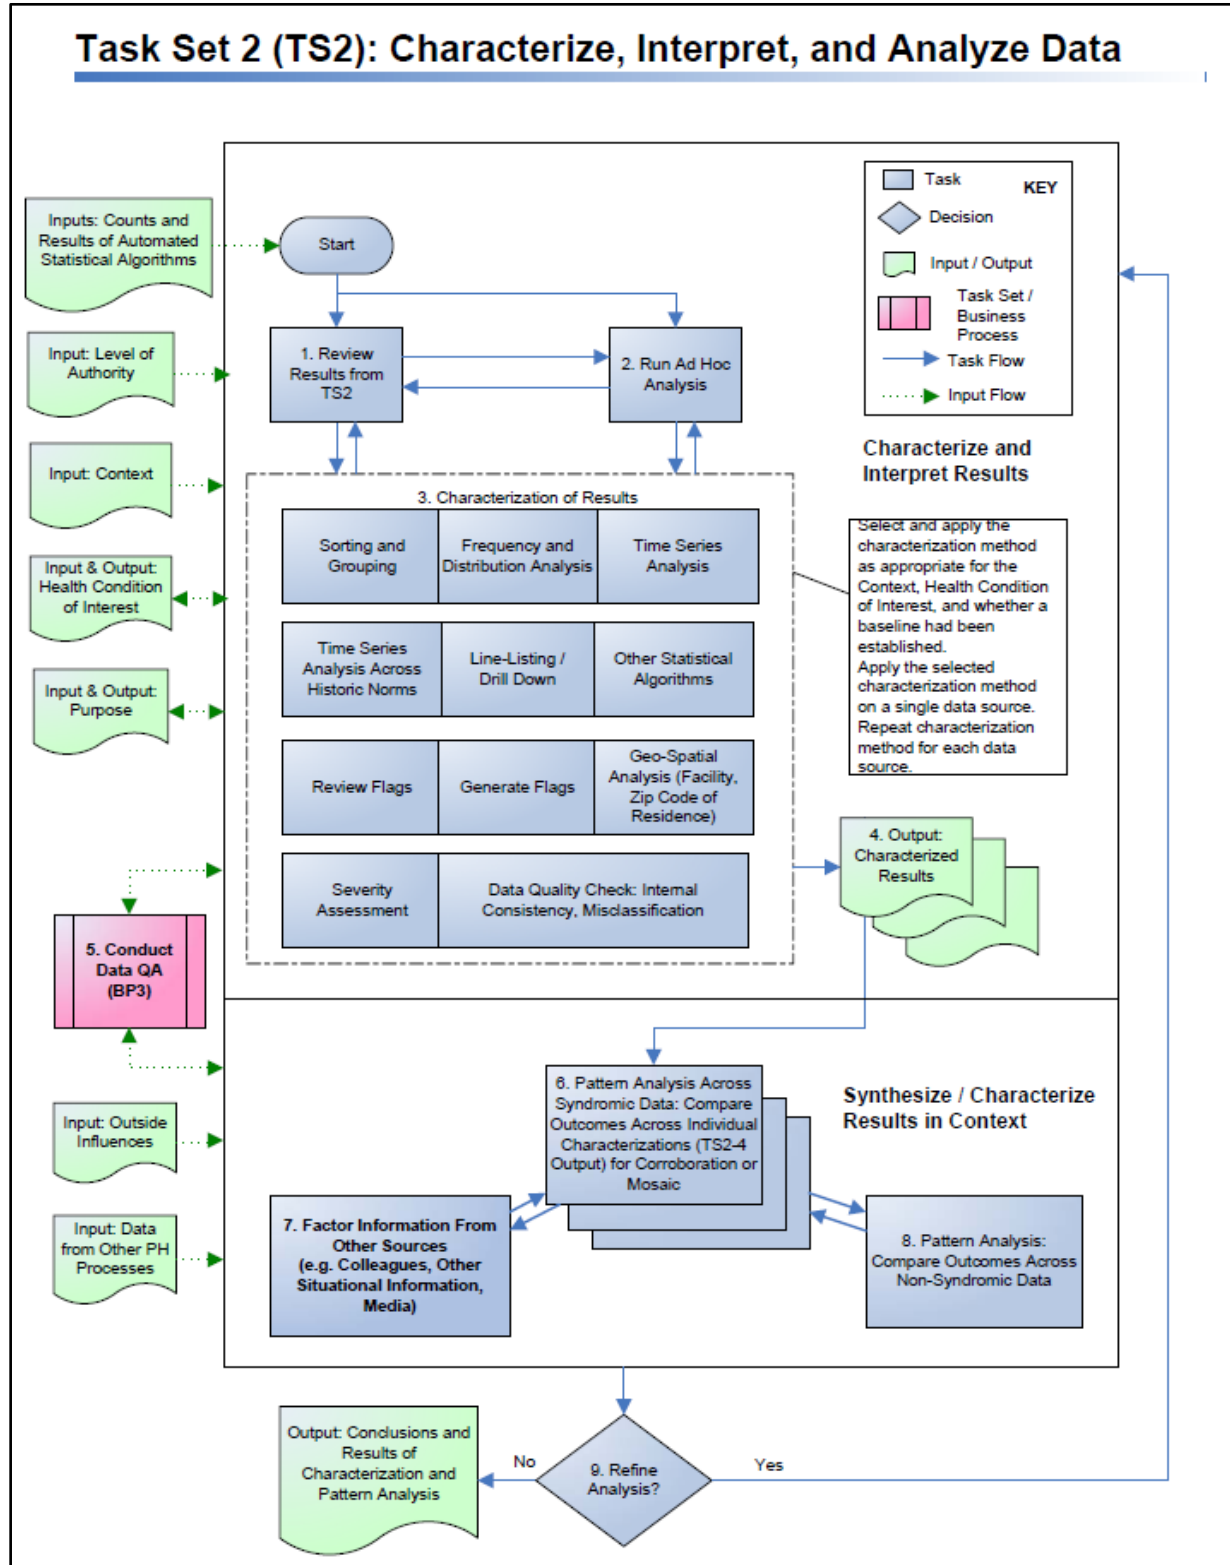 Task Set 2 (TS2): Characterize, Interpret, and Analyze Data
Inputs: Counts and
Results of Automated
Statistical Algorithms
Start
KEY
Task
Decision
Input / Output
Task Set /
Business
Process
Task Flow
Input Flow
Input: Level of
Authority
1. Review
Results from
TS2
2. Run Ad Hoc
Analysis
Characterize and
Interpret Results
Input: Context
3. Characterization of Results
Sorting and
Grouping
Frequency and
Distribution Analysis
Time Series
Analysis
Select and apply the
characterization method
as appropriate for the
Context, Health Condition
of Interest, and whether a
baseline had been
established.
Apply the selected
characterization method
on a single data source.
Repeat characterization
method for each data
source.
Input & Output:
Health Condition
of Interest
Time Series
Analysis Across
Historic Norms
Line-Listing /
Drill Down
Other Statistical
Algorithms
Input & Output:
Purpose
Review Flags
Generate Flags
Geo-Spatial
Analysis (Facility,
Zip Code of
Residence)
4. Output:
Characterized
Results
Severity
Assessment
Data Quality Check: Internal
Consistency, Misclassification
5. Conduct
Data QA
(BP3)
6. Pattern Analysis Across
Syndromic Data: Compare
Outcomes Across Individual
Characterizations (TS2-4
Output) for Corroboration or
Mosaic
Synthesize / Characterize
Results in Context
Input: Outside
Influences
Input: Data
from Other PH
Processes
7. Factor Information From
Other Sources
(e.g. Colleagues, Other
Situational Information,
Media)
8. Pattern Analysis:
Compare Outcomes Across
Non-Syndromic Data
Output: Conclusions and
Results of
Characterization and
Pattern Analysis
No
9. Refine
Analysis?
Yes